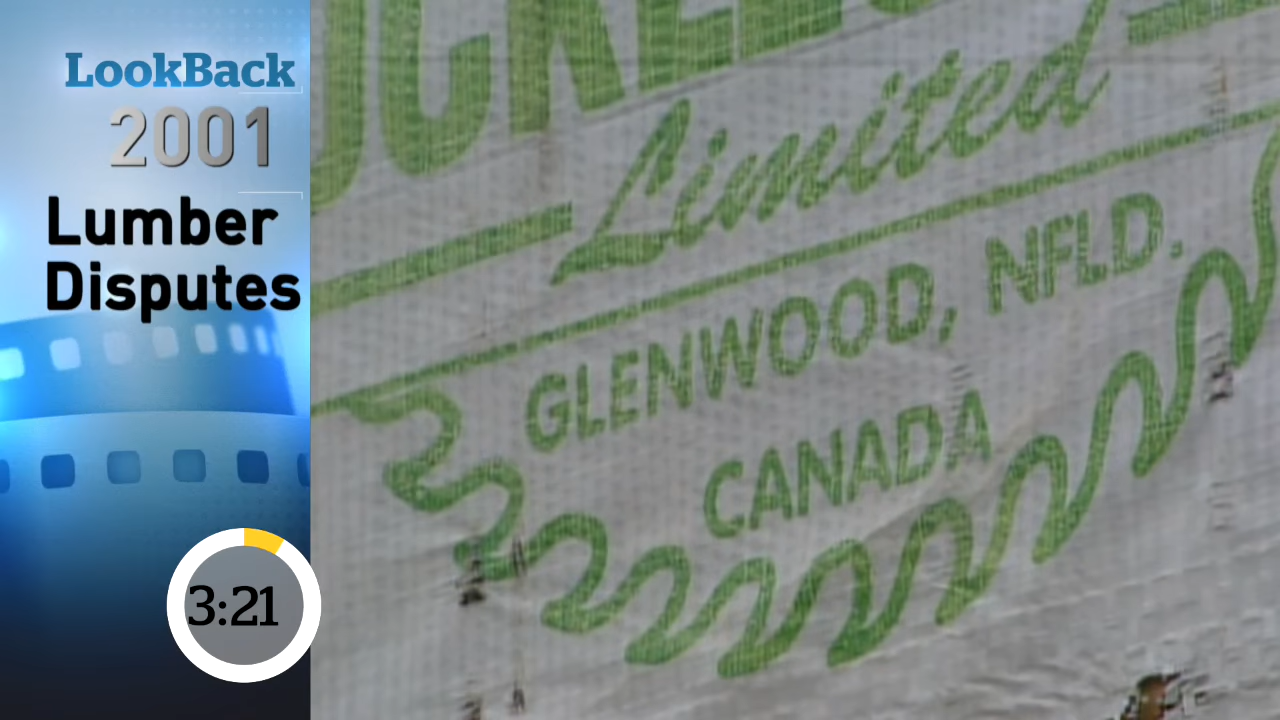 LookBack
2001
Lumber
Disputes
3:21
Limited
GLENWOOD, NFLD.
CANADA